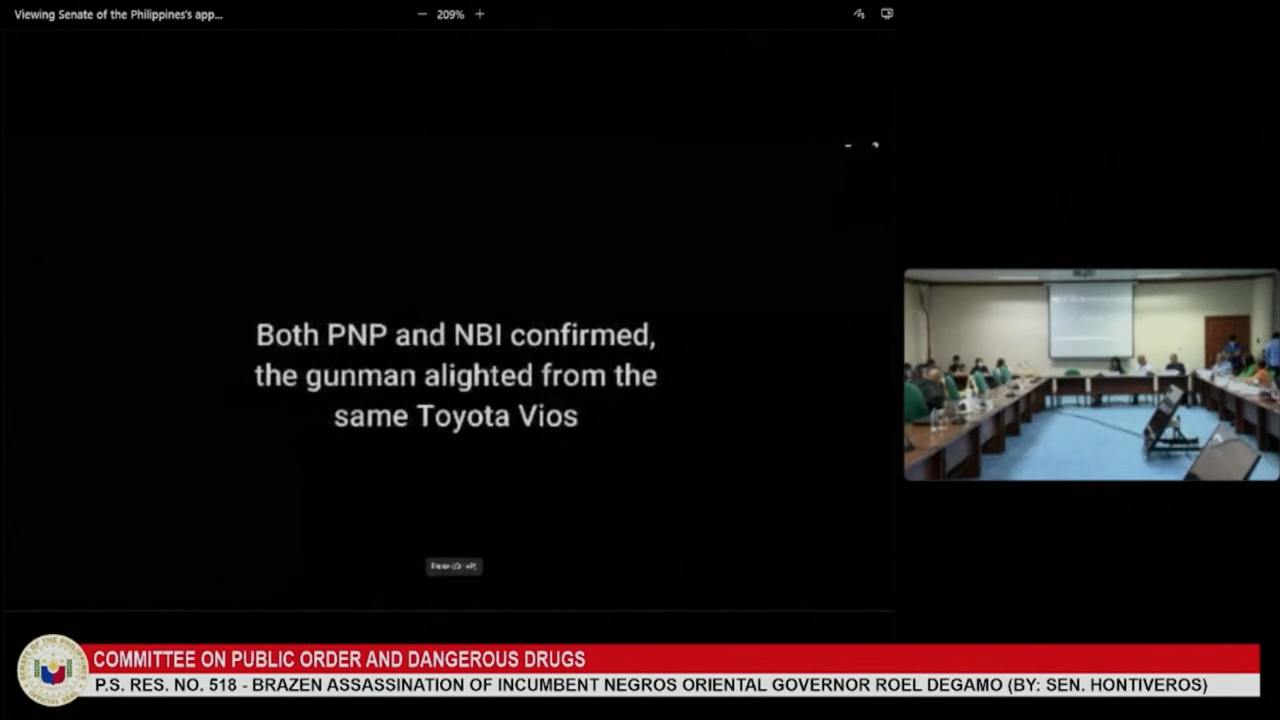 Viewing Senate of the Philippines's app...
209%
Both PNP and NBI confirmed,
the gunman alighted from the
same Toyota Vios
COMMITTEE ON PUBLIC ORDER AND DANGEROUS DRUGS
P.S. RES. NO. 518 - BRAZEN ASSASSINATION OF INCUMBENT NEGROS ORIENTAL GOVERNOR ROEL DEGAMO (BY: SEN. HONTIVEROS)